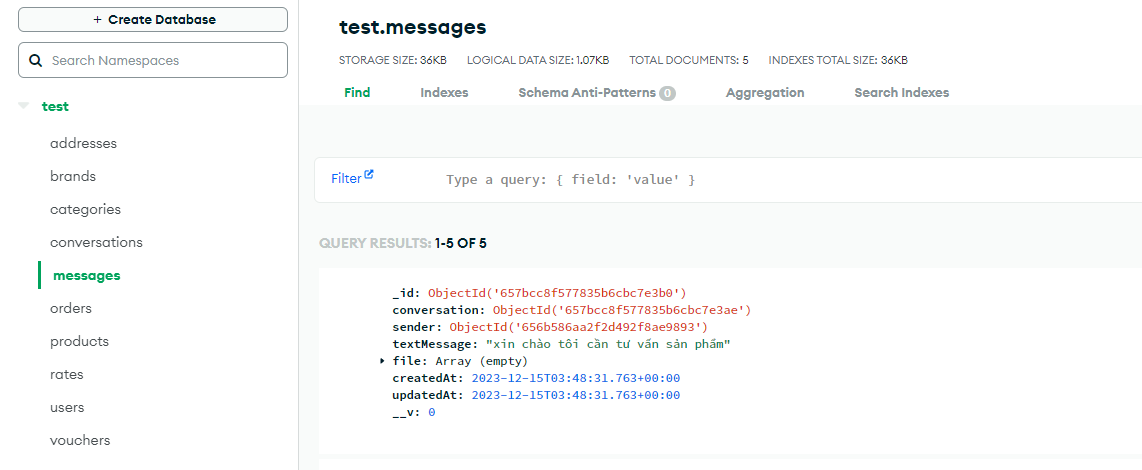 + Create Database
Search Namespaces
test
addresses
brands
categories
conversations
messages
orders
products
rates
users
vouchers
test.messages
STORAGE SIZE: 36KB LOGICAL DATA SIZE: 1.07KB TOTAL DOCUMENTS: 5 INDEXES TOTAL SIZE: 36KB
Find Indexes Schema Anti-Patterns 0 Aggregation Search Indexes
Filter Type a query: { field: 'value' }
QUERY RESULTS: 1-5 OF 5
_id: ObjectId('657bcc8f577835b6cbc7e3b0')
conversation: ObjectId('657bcc8f577835b6cbc7e3ae')
sender: ObjectId('656b586aa2f2d492f8ae9893')
textMessage: "xin chào tôi cần tư vấn sản phẩm"
file: Array (empty)
createdAt: 2023-12-15T03:48:31.763+00:00
updatedAt: 2023-12-15T03:48:31.763+00:00
__v: 0